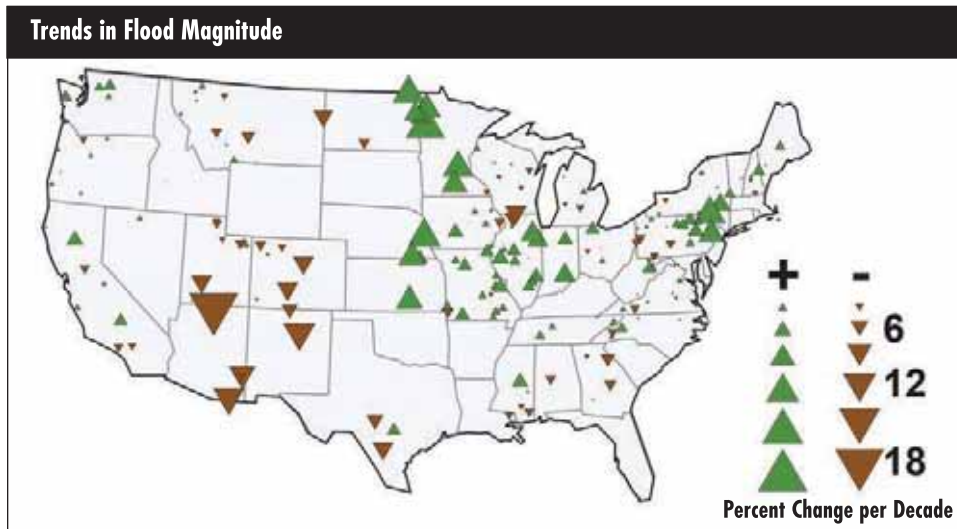 Trends in Flood Magnitude
+ -
6
12
18
Percent Change per Decade